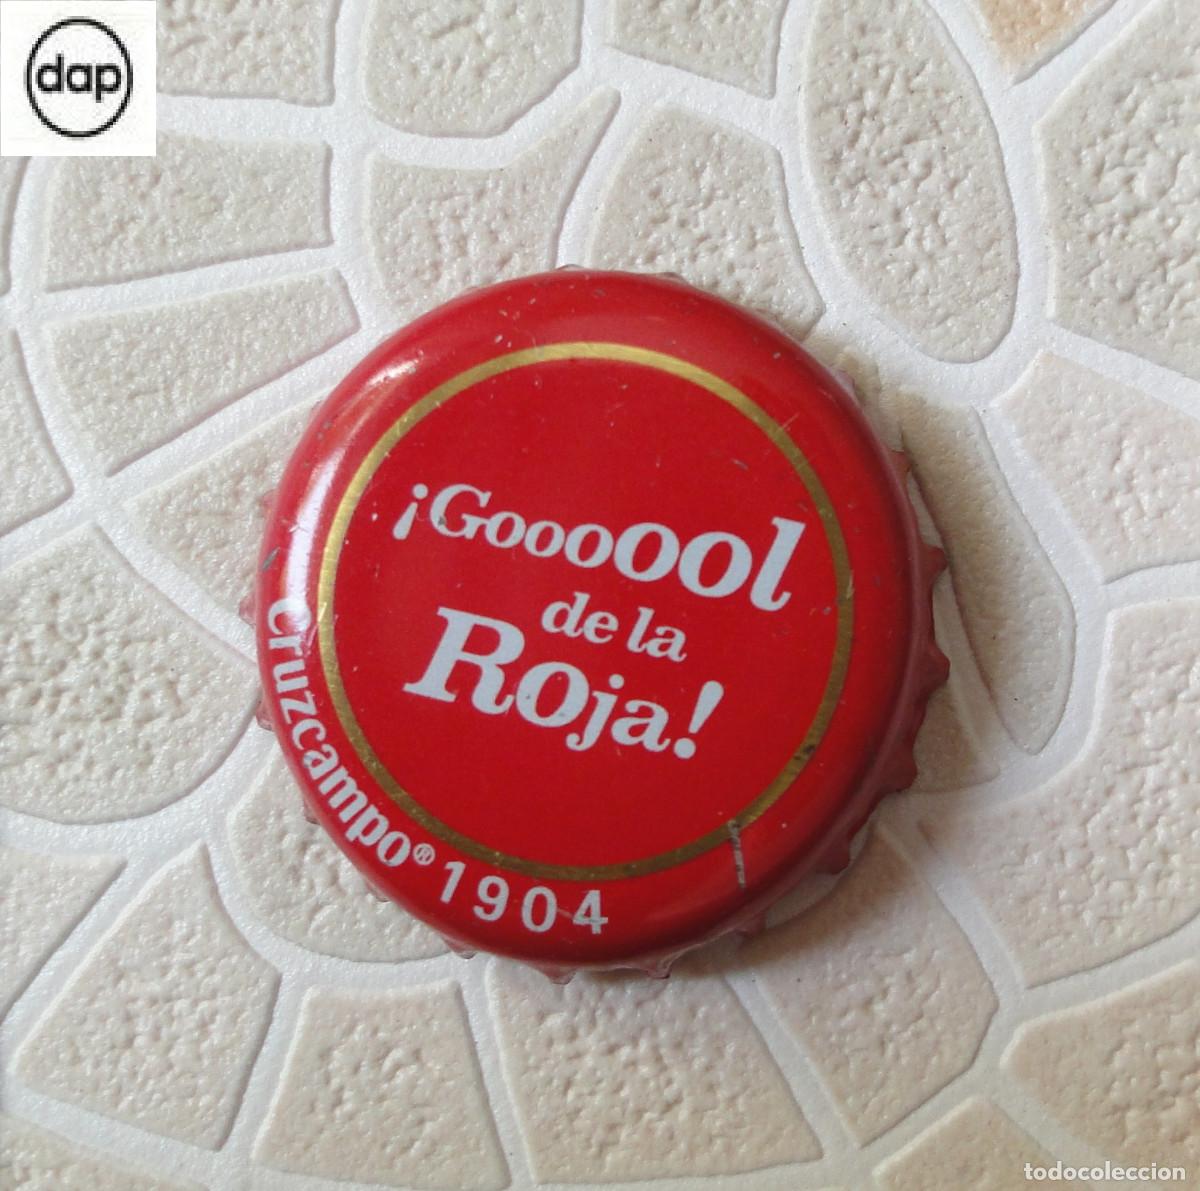 dap
¡Goooool
de la
Roja!
cruzcampo® 1904
todocoleccion